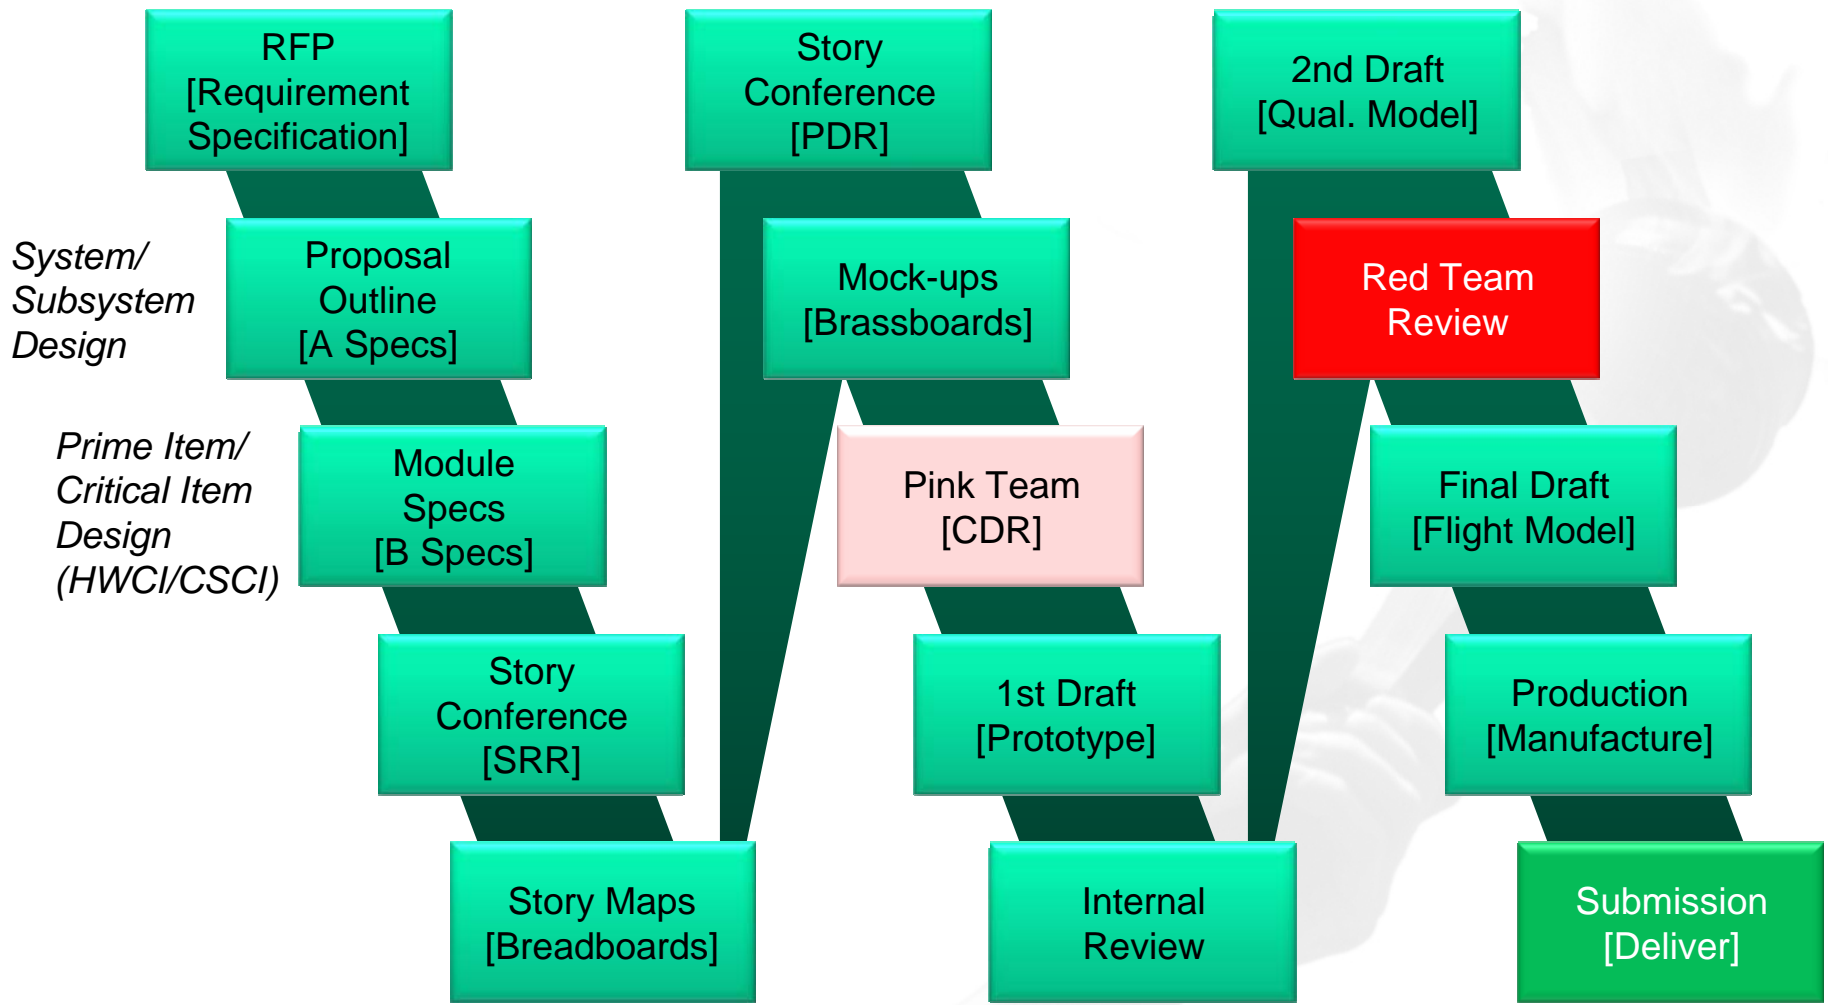 RFP
[Requirement
Specification]
System/
Subsystem
Design
Proposal
Outline
[A Specs]
Prime Item/
Critical Item
Design
(HWCI/CSCI)
Module
Specs
[B Specs]
Story
Conference
[SRR]
Story Maps
[Breadboards]
Story
Conference
[PDR]
Mock-ups
[Brassboards]
Pink Team
[CDR]
1st Draft
[Prototype]
Internal
Review
2nd Draft
[Qual. Model]
Red Team
Review
Final Draft
[Flight Model]
Production
[Manufacture]
Submission
[Deliver]